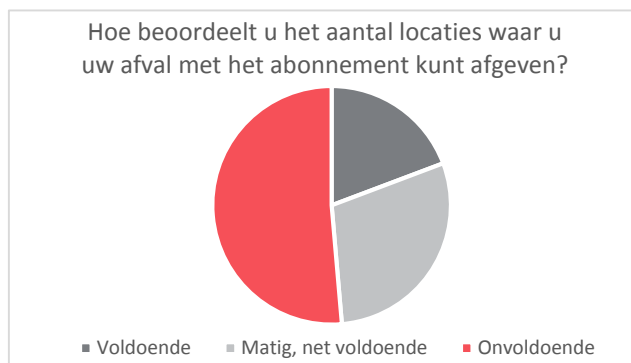 Hoe beoordeelt u het aantal locaties waar u
uw afval met het abonnement kunt afgeven?
Voldoende Matig, net voldoende Onvoldoende